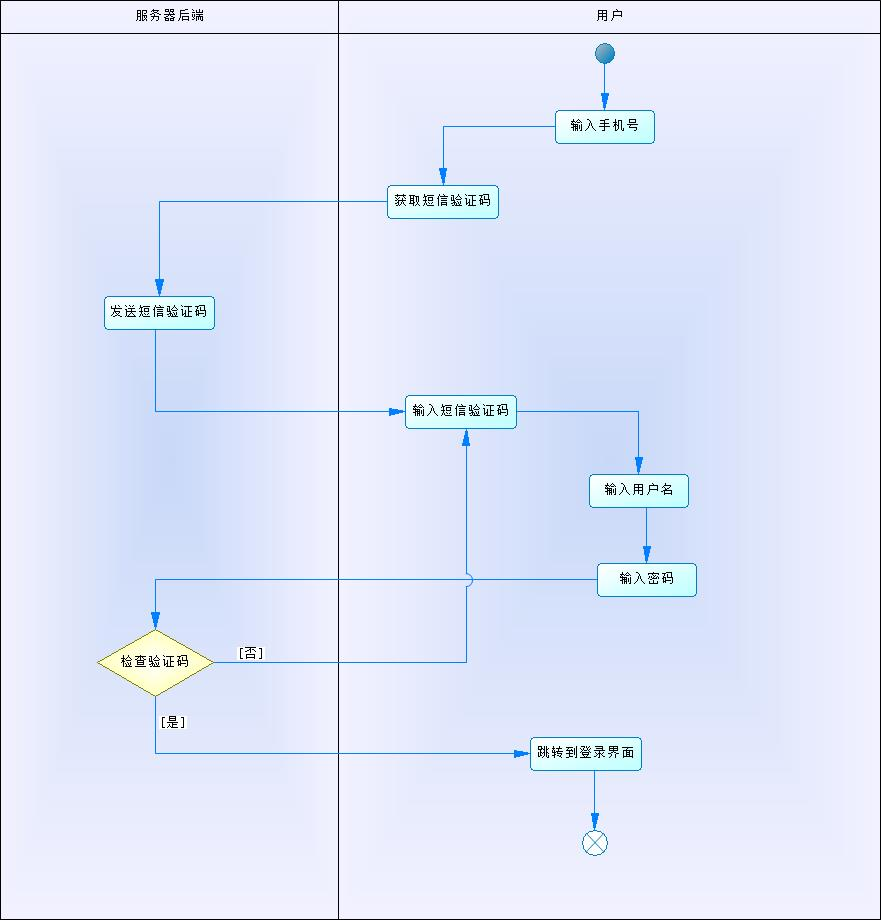 服务器后端
用户
输入手机号
获取短信验证码
发送短信验证码
输入短信验证码
输入用户名
输入密码
检查验证码
[否]
[是]
跳转到登录界面